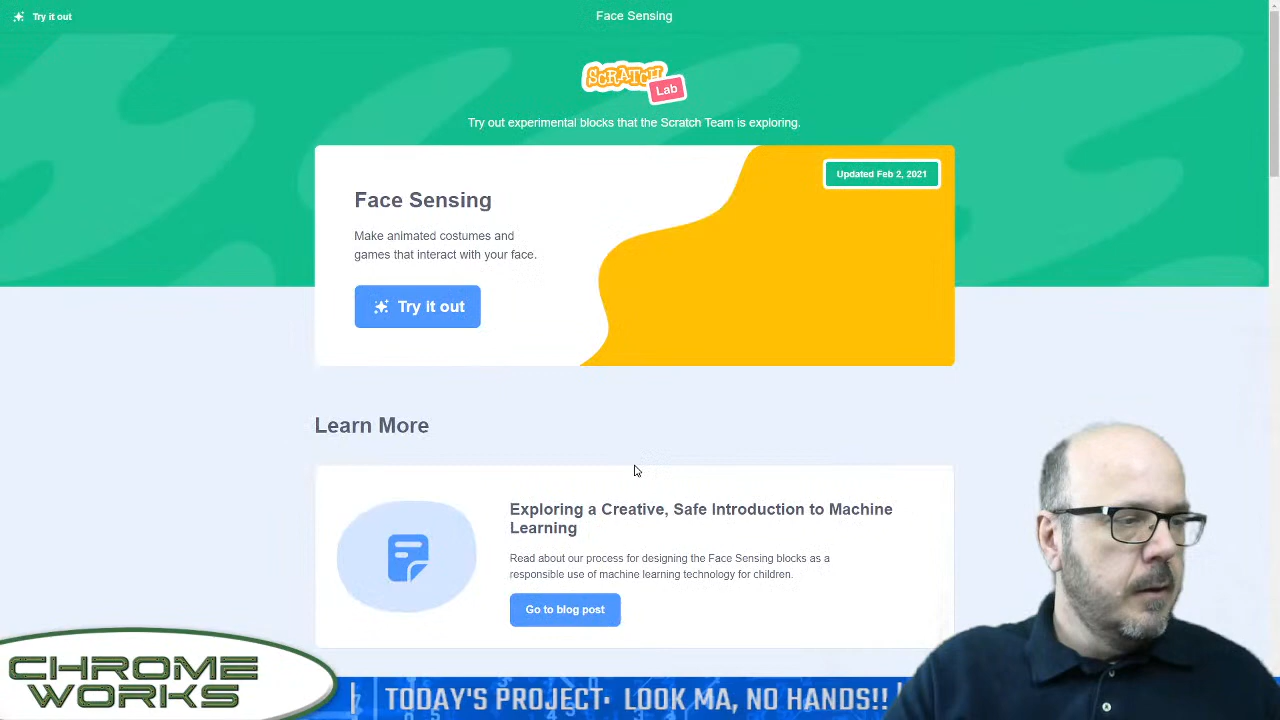 Try it out
Face Sensing
SCRATCH
Lab
Try out experimental blocks that the Scratch Team is exploring.
Updated Feb 2, 2021
Face Sensing
Make animated costumes and
games that interact with your face.
Try it out
Learn More
Exploring a Creative, Safe Introduction to Machine
Learning
Read about our process for designing the Face Sensing blocks as a
responsible use of machine learning technology for children.
Go to blog post
CHROME
WORKS
TODAY'S PROJECT: LOOK MA, NO HANDS!!